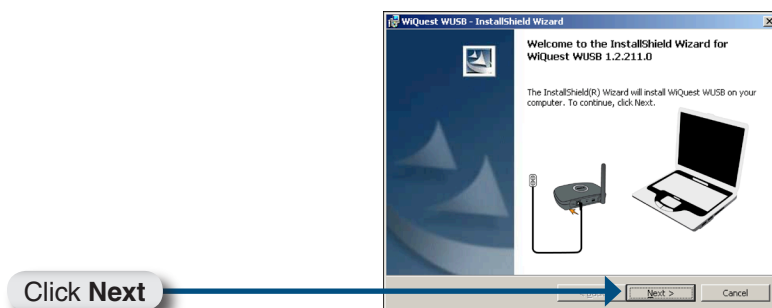 WiQuest WUSB - InstallShield Wizard
Welcome to the InstallShield Wizard for
WiQuest WUSB 1.2.211.0
The InstallShield(R) Wizard will install WiQuest WUSB on your
computer. To continue, click Next.
Click Next
Next >
Cancel